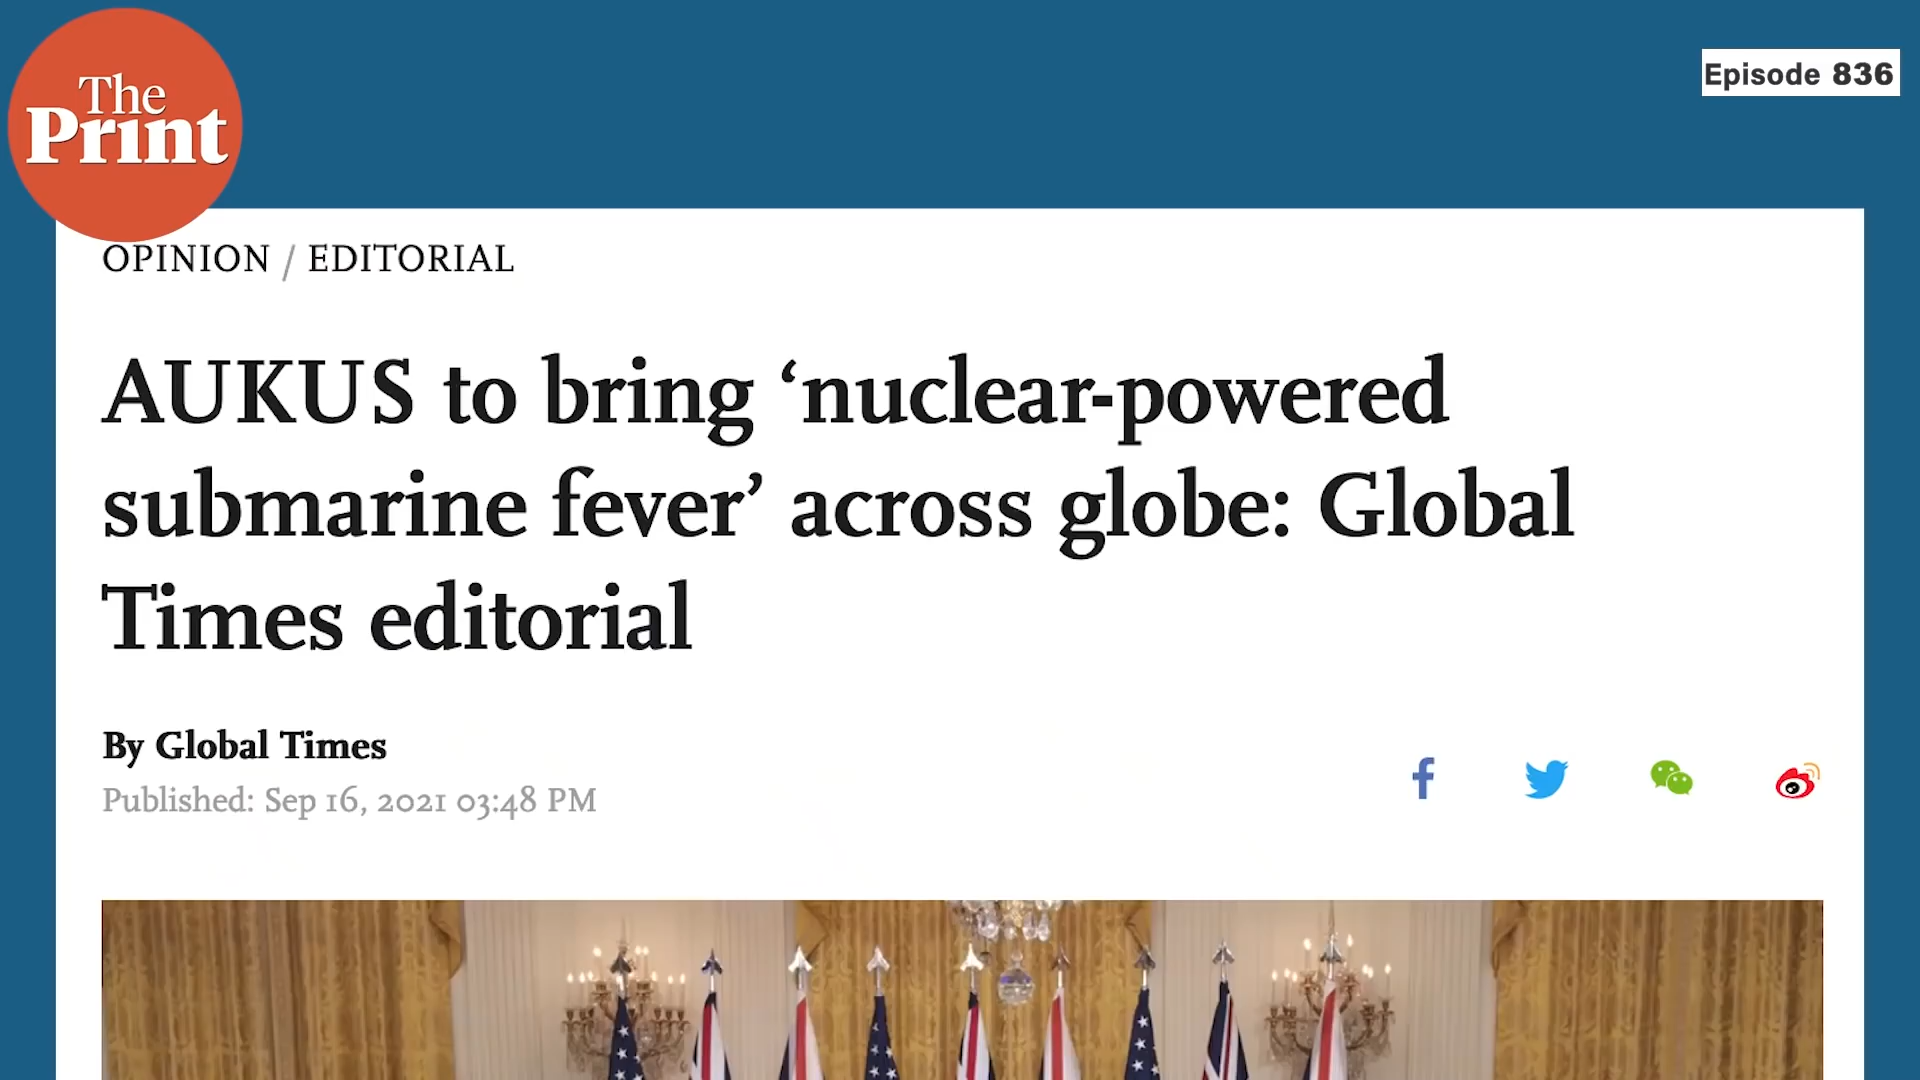 The
Print
Episode 836
OPINION / EDITORIAL
AUKUS to bring ‘nuclear-powered
submarine fever’ across globe: Global
Times editorial
By Global Times
Published: Sep 16, 2021 03:48 PM